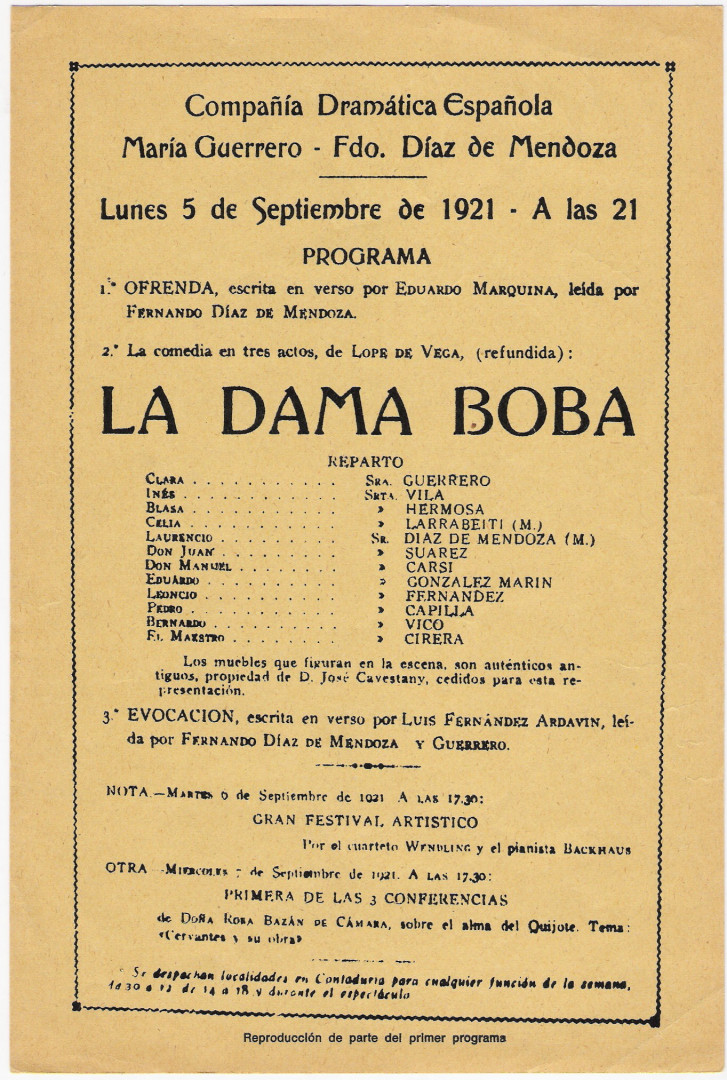 Compañía Dramática Española
María Guerrero - Fdo. Díaz de Mendoza
Lunes 5 de Septiembre de 1921 - A las 21
PROGRAMA
1.ª OFRENDA, escrita en verso por EDUARDO MARQUINA, leída por
FERNANDO DÍAZ DE MENDOZA.
2.ª La comedia en tres actos, de LOPE DE VEGA, (refundida):
LA DAMA BOBA
REPARTO
CLARA . . . . . . . . . . . SRA. GUERRERO
INÉS . . . . . . . . . . . SRTA. VILA
BLASA . . . . . . . . . . » HERMOSA
CELIA . . . . . . . . . . » LARRABEITI (M.)
LAURENCIO . . . . . . . . SR. DIAZ DE MENDOZA (M.)
DON JUAN . . . . . . . . » SUAREZ
DON MANUEL . . . . . . . » CARSI
EDUARDO . . . . . . . . . » GONZALEZ MARIN
LEONCIO . . . . . . . . . » FERNANDEZ
PEDRO . . . . . . . . . . » CAPILLA
BERNARDO . . . . . . . . » VICO
EL MAESTRO . . . . . . . . » CIRERA
Los muebles que figuran en la escena, son auténticos an-
tiguos, propiedad de D. José Cavestany, cedidos para esta re-
presentación.
3.ª EVOCACION, escrita en verso por LUIS FERNÁNDEZ ARDAVIN, leí-
da por FERNANDO DÍAZ DE MENDOZA Y GUERRERO.
NOTA.—MARTES 6 de Septiembre de 1921 A LAS 17,30:
GRAN FESTIVAL ARTISTICO
Por el cuarteto WENDLING y el pianista BACKHAUS
OTRA —MIERCOLES 7 de Septiembre de 1921. A LAS 17,30:
PRIMERA DE LAS 3 CONFERENCIAS
de DOÑA ROSA BAZÁN DE CÁMARA, sobre el alma del Quijote. Tema:
«Cervantes y su obra»
Se despachan localidades en Contaduría para cualquier función de la semana,
de 14 a 18 y durante el espectáculo
Reproducción de parte del primer programa